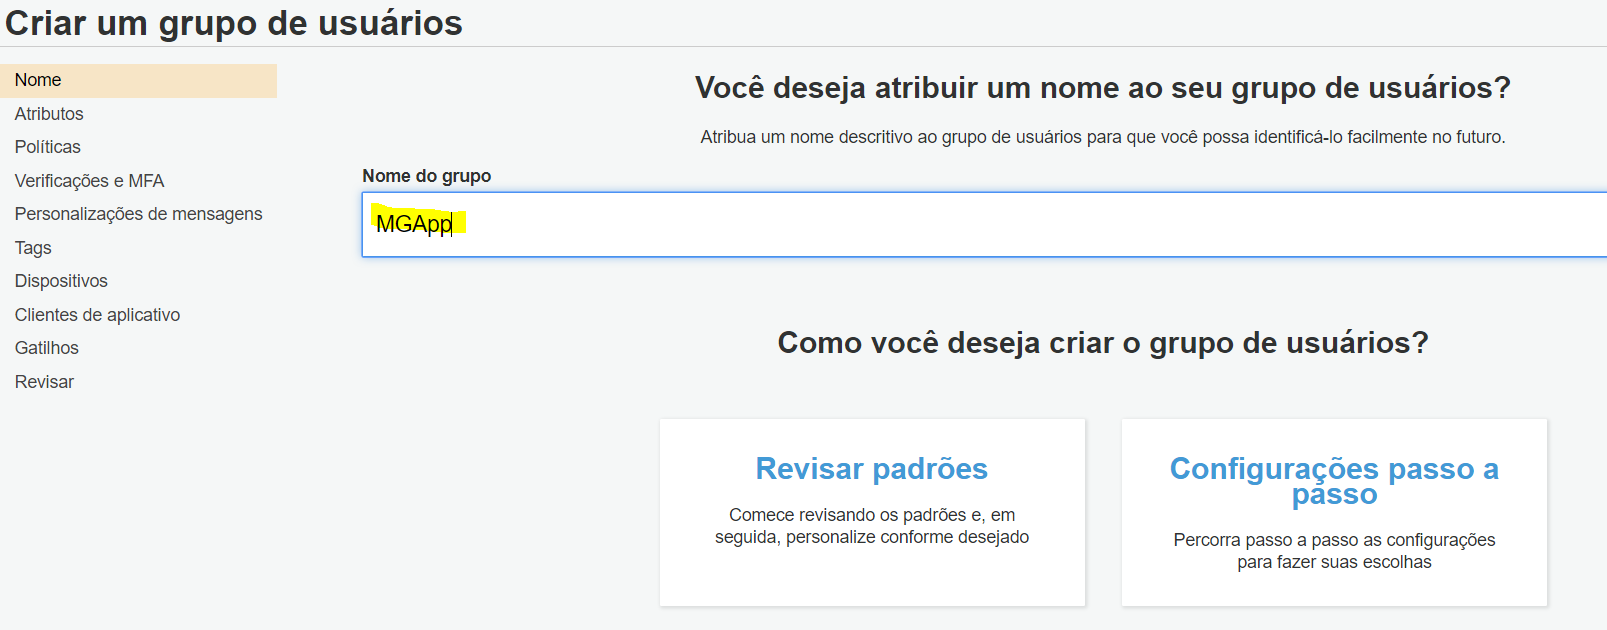 Criar um grupo de usuários
Nome
Atributos
Políticas
Verificações e MFA
Personalizações de mensagens
Tags
Dispositivos
Clientes de aplicativo
Gatilhos
Revisar
Você deseja atribuir um nome ao seu grupo de usuários?
Atribua um nome descritivo ao grupo de usuários para que você possa identificá-lo facilmente no futuro.
Nome do grupo
MGApp
Como você deseja criar o grupo de usuários?
Revisar padrões
Comece revisando os padrões e, em
seguida, personalize conforme desejado
Configurações passo a
passo
Percorra passo a passo as configurações
para fazer suas escolhas